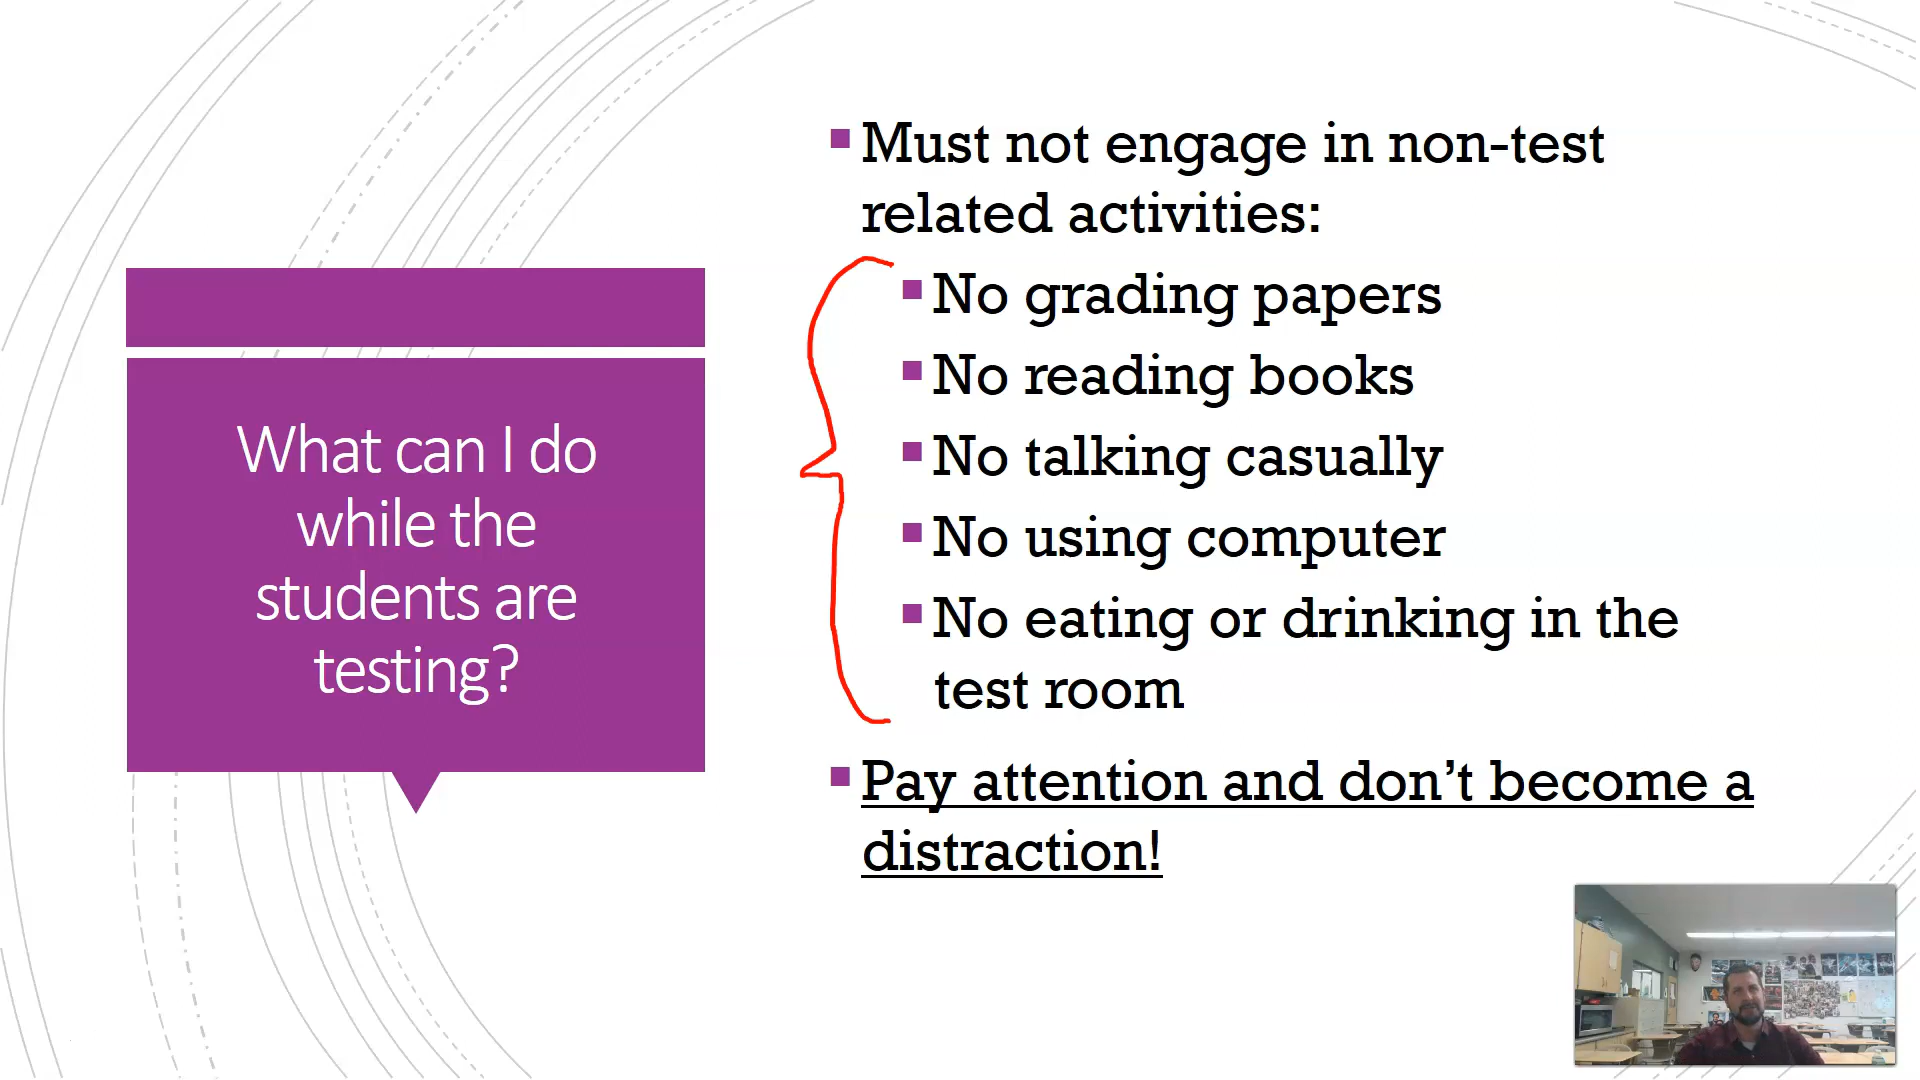 What can I do
while the
students are
testing?
Must not engage in non-test
related activities:
No grading papers
No reading books
No talking casually
No using computer
No eating or drinking in the
test room
Pay attention and don’t become a
distraction!